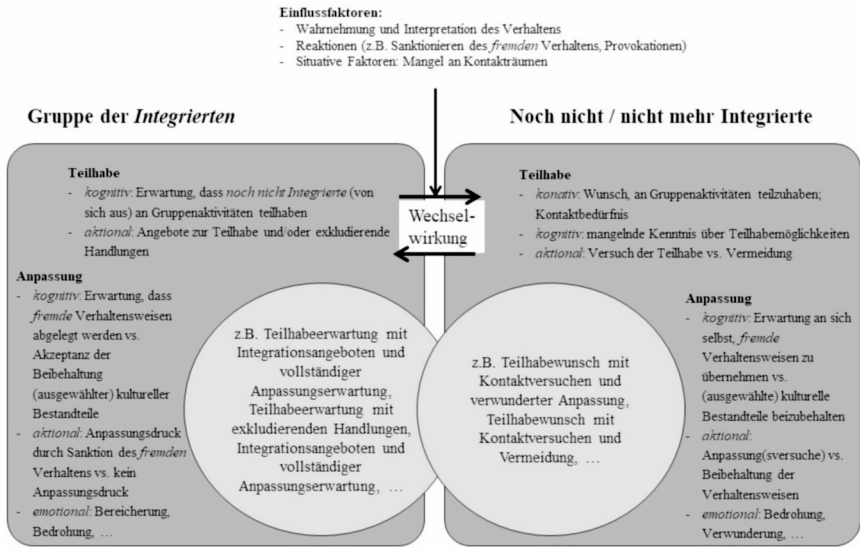 Einflussfaktoren:
- Wahrnehmung und Interpretation des Verhaltens
- Reaktionen (z.B. Sanktionieren des fremden Verhaltens, Provokationen)
- Situative Faktoren: Mangel an Kontakträumen
Gruppe der Integrierten
Teilhabe
- kognitiv: Erwartung, dass noch nicht Integrierte (von
sich aus) an Gruppenaktivitäten teilhaben
- aktional: Angebote zur Teilhabe und/oder exkludierende
Handlungen
Anpassung
- kognitiv: Erwartung, dass
fremde Verhaltensweisen
abgelegt werden vs.
Akzeptanz der
Beibehaltung
(ausgewählter) kultureller
Bestandteile
- aktional: Anpassungsdruck
durch Sanktion des fremden
Verhaltens vs. kein
Anpassungsdruck
- emotional: Bereicherung,
Bedrohung, …
z.B. Teilhabeerwartung mit
Integrationsangeboten und
vollständiger
Anpassungserwartung,
Teilhabeerwartung mit
exkludierenden Handlungen,
Integrationsangeboten und
vollständiger
Anpassungserwartung, …
Wechsel-
wirkung
Noch nicht / nicht mehr Integrierte
Teilhabe
- konativ: Wunsch, an Gruppenaktivitäten teilzuhaben;
Kontaktbedürfnis
- kognitiv: mangelnde Kenntnis über Teilhabemöglichkeiten
- aktional: Versuch der Teilhabe vs. Vermeidung
z.B. Teilhabewunsch mit
Kontaktversuchen und
verwunderter Anpassung,
Teilhabewunsch mit
Kontaktversuchen und
Vermeidung, …
Anpassung
- kognitiv: Erwartung an sich
selbst, fremde
Verhaltensweisen zu
übernehmen vs.
(ausgewählte) kulturelle
Bestandteile beizubehalten
- aktional:
Anpassung(sversuche) vs.
Beibehaltung der
Verhaltensweisen
- emotional: Bedrohung,
Verwunderung, …